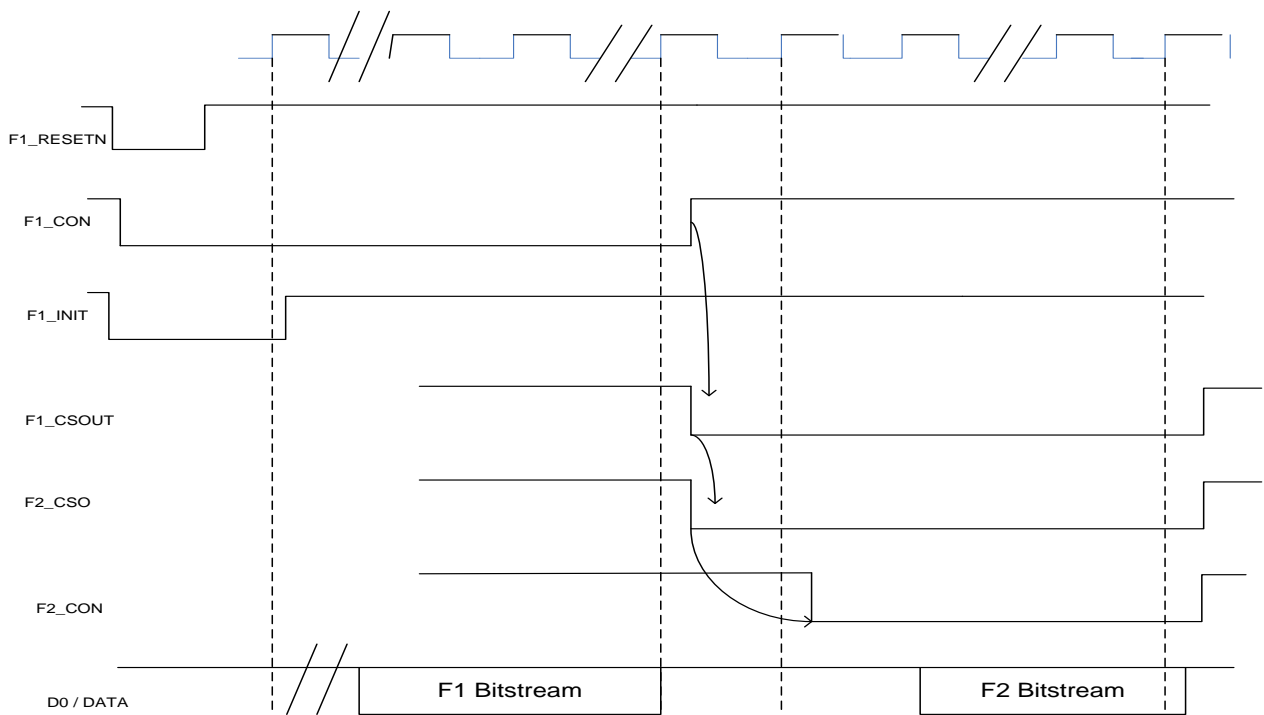 F1_RESETN
F1_CON
F1_INIT
F1_CSOUT
F2_CSO
F2_CON
D0 / DATA
F1 Bitstream
F2 Bitstream